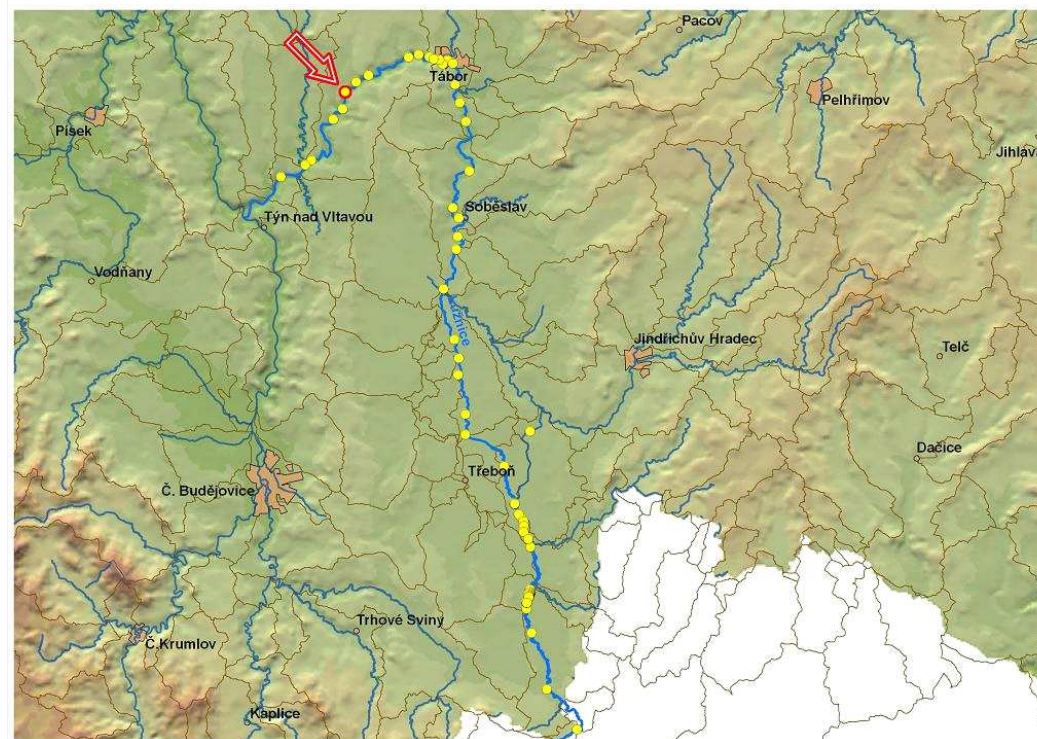 Pacov
Tábor
Pelhřimov
Písek
Jihlava
Soběslav
Týn nad Vltavou
Vodňany
Lužnice
Jindřichův Hradec
Telč
Dačice
Třeboň
Č. Budějovice
Trhové Sviny
Č.Krumlov
Kaplice